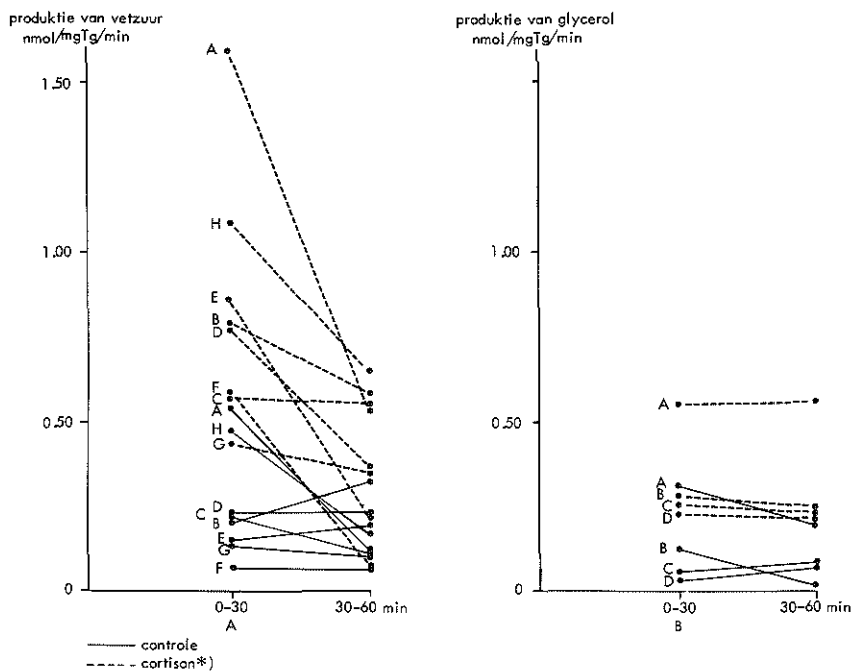 produktie van vetzuur
nmol/mgTg/min
1.50
1.00
0.50
0
A
H
E
B
D
F
C
A
H
G
D
C
B
E
G
F
0-30
30-60 min
A
produktie van glycerol
nmol/mgTg/min
1.00
0.50
0
A
A
B
C
D
B
C
D
0-30
30-60 min
B
controle
cortison*)